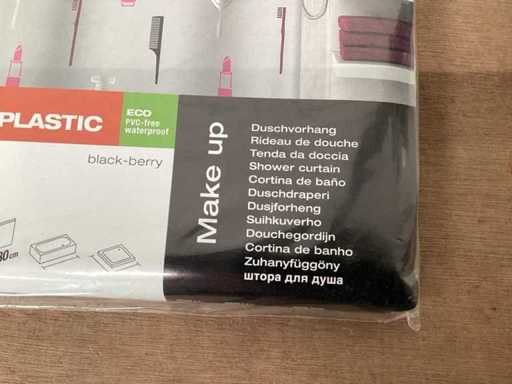 PLASTIC
ECO
PVC-free
waterproof
black-berry
80cm
Make up
Duschvorhang
Rideau de douche
Tenda da doccia
Shower curtain
Cortina de baño
Duschdraperi
Dusjforheng
Suihkuverho
Douchegordijn
Cortina de banho
Zuhanyfüggöny
штора для душа